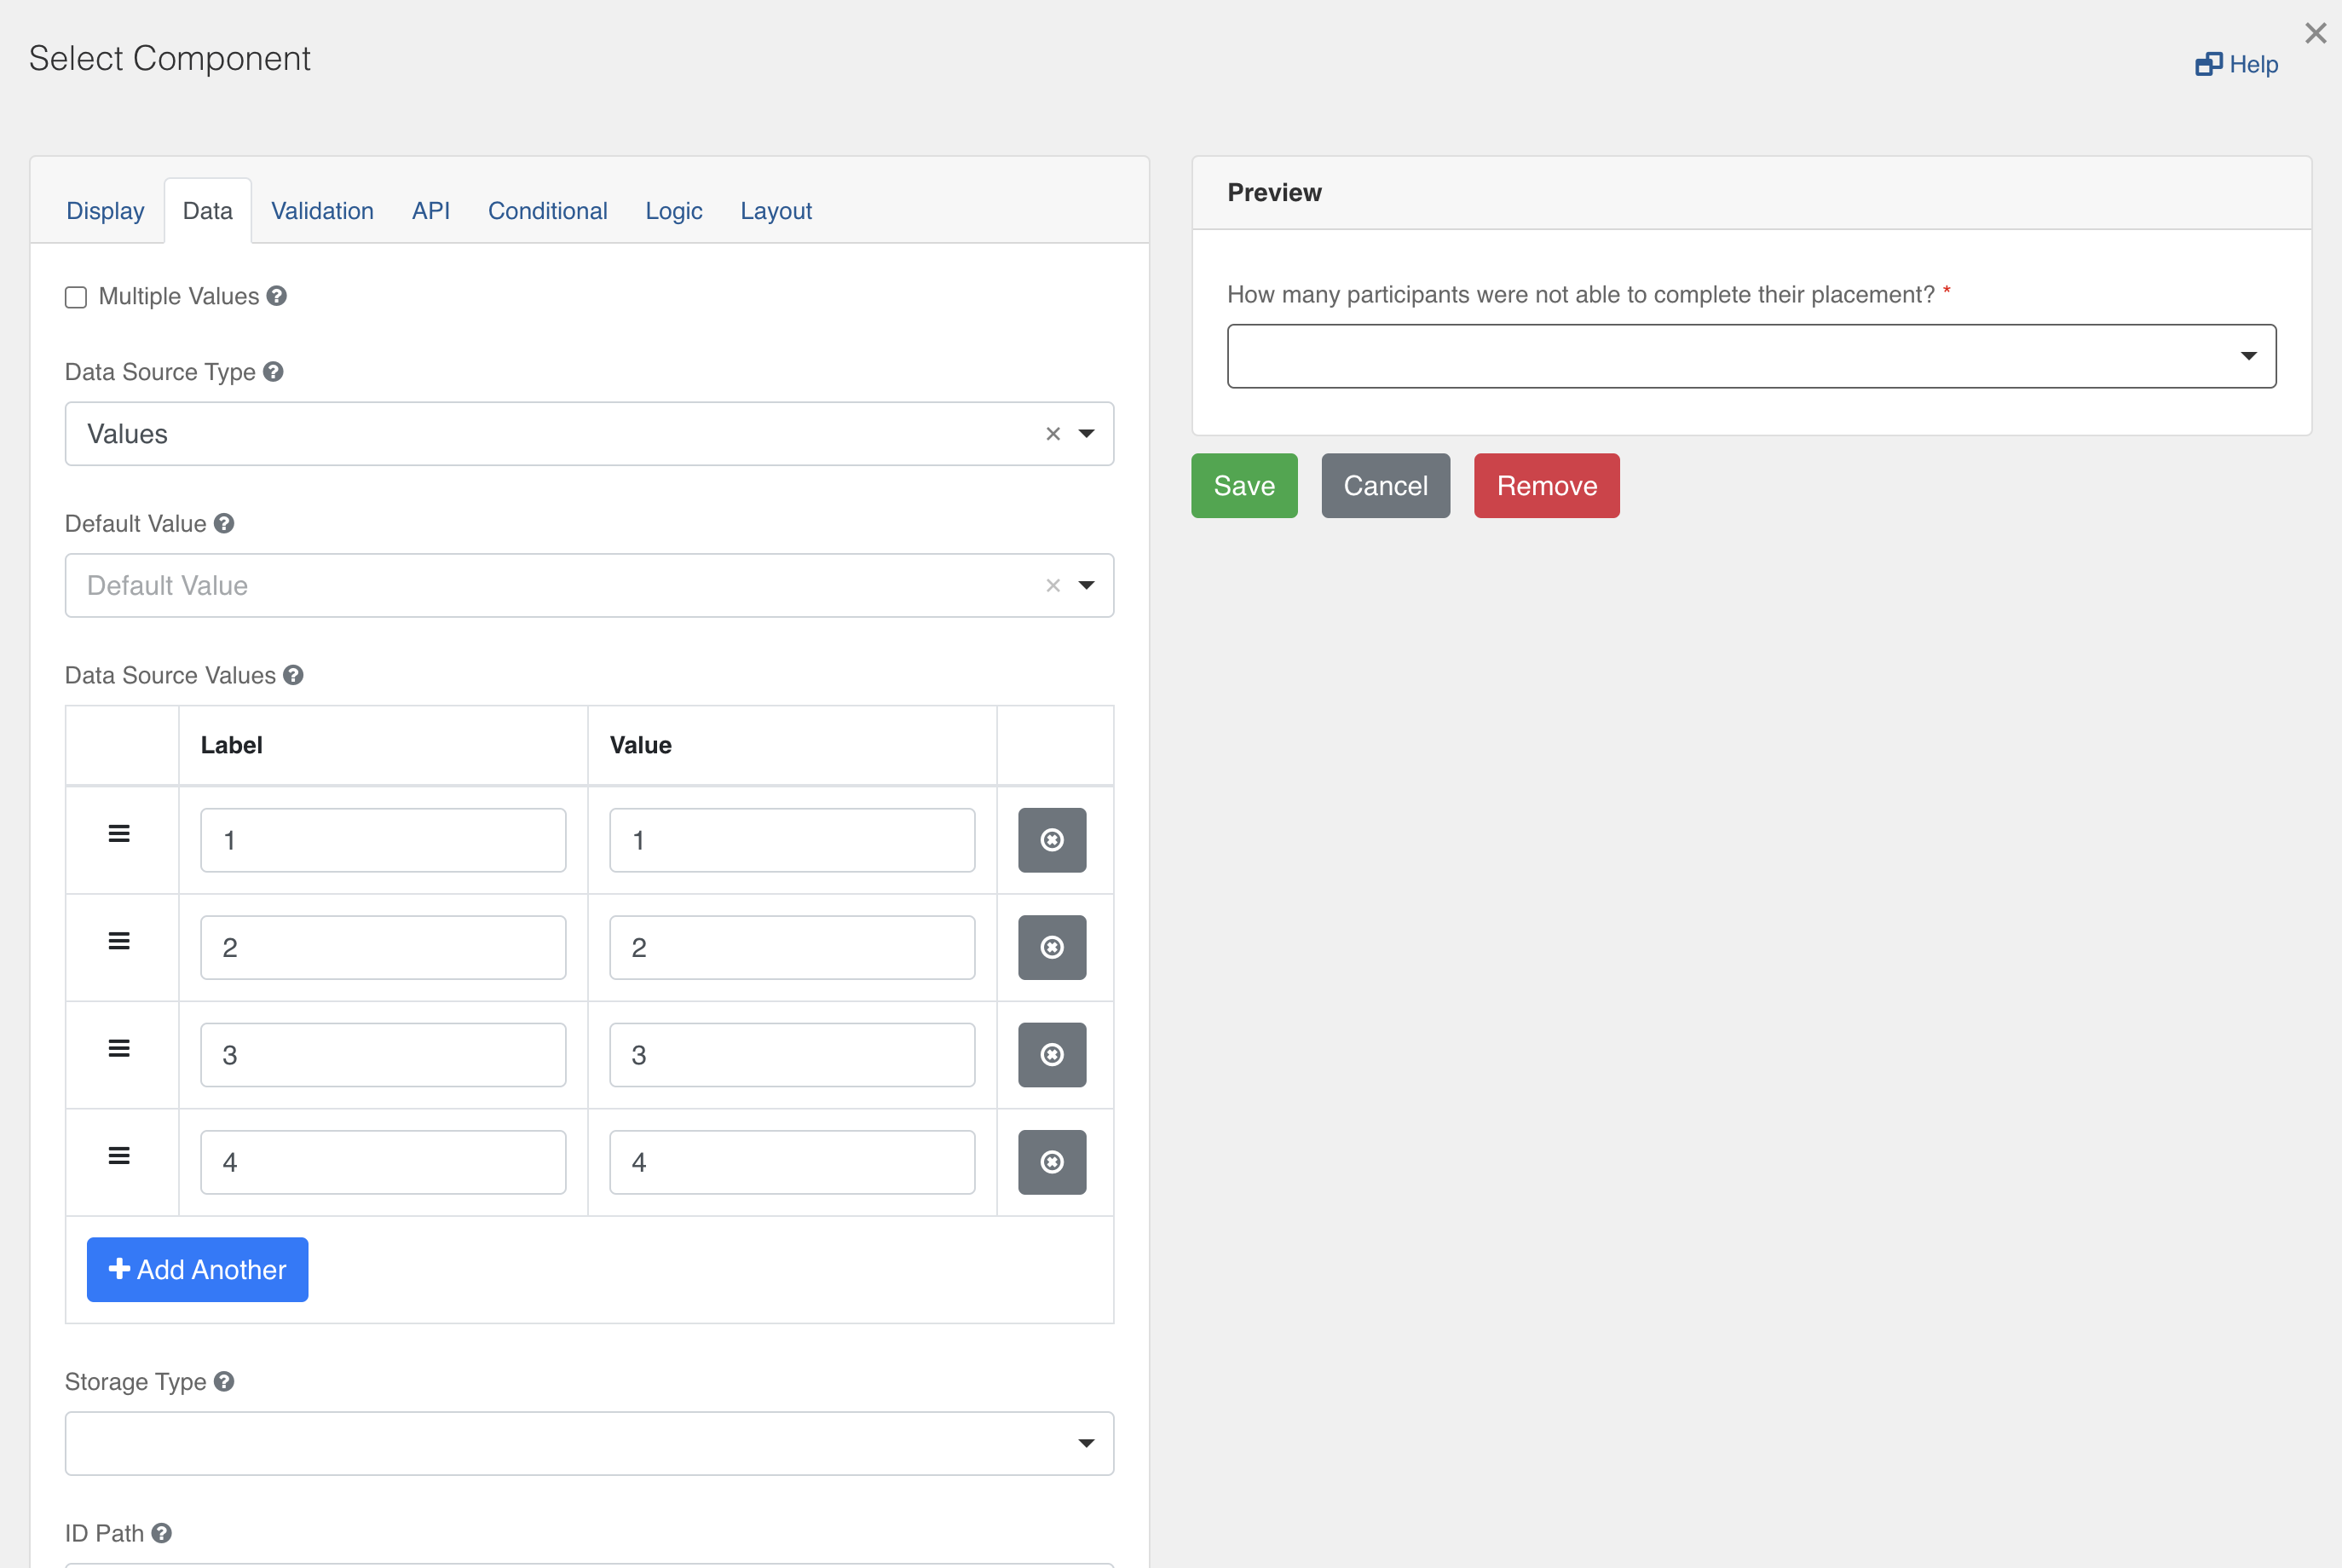 Select Component
Help
Display Data Validation API Conditional Logic Layout
Multiple Values
Data Source Type
Values
Default Value
Default Value
Data Source Values
Label Value
1 1
2 2
3 3
4 4
Add Another
Storage Type
ID Path
Preview
How many participants were not able to complete their placement? *
Save Cancel Remove